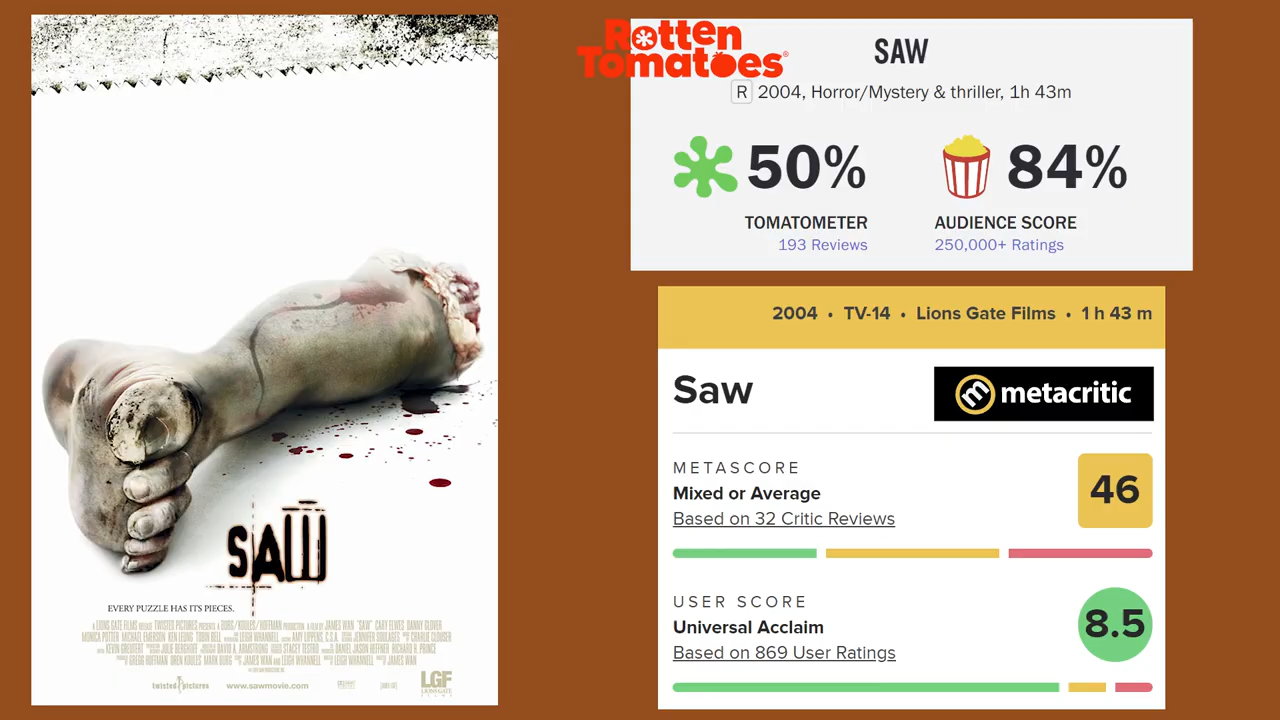 SAW
EVERY PUZZLE HAS ITS PIECES.
twisted pictures
www.sawmovie.com
LGF
LIONS GATE
FILMS
Rotten
Tomatoes
SAW
R 2004, Horror/Mystery & thriller, 1h 43m
50% 84%
TOMATOMETER AUDIENCE SCORE
193 Reviews 250,000+ Ratings
2004 • TV-14 • Lions Gate Films • 1 h 43 m
Saw metacritic
METASCORE
Mixed or Average
Based on 32 Critic Reviews
46
USER SCORE
Universal Acclaim
Based on 869 User Ratings
8.5